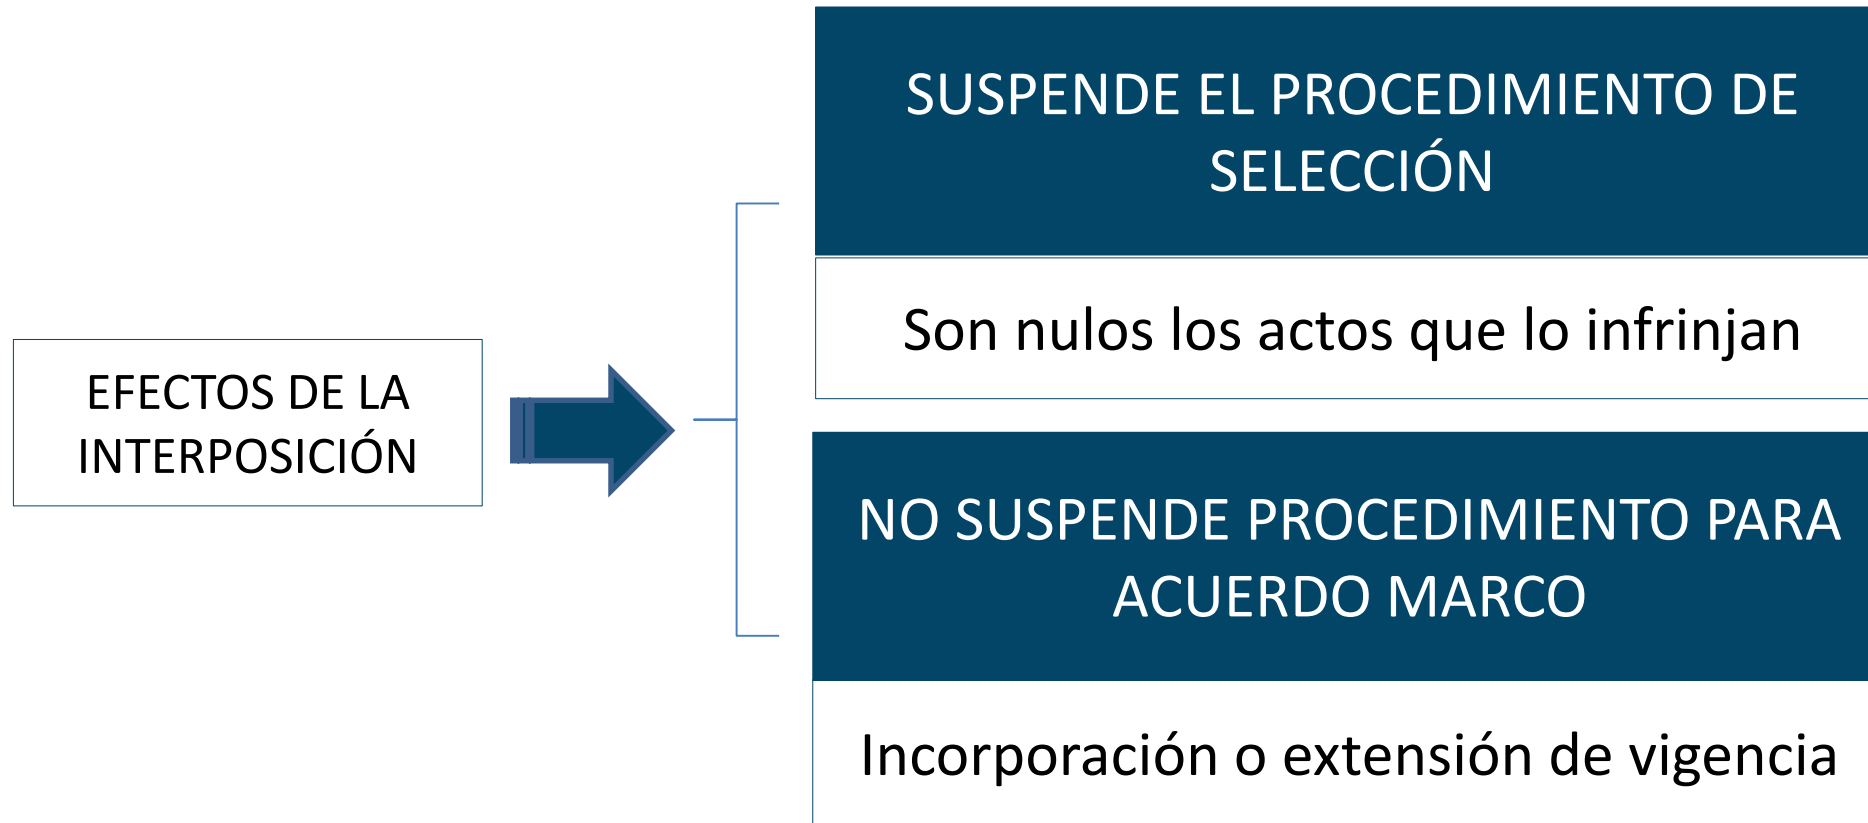 EFECTOS DE LA
INTERPOSICIÓN
SUSPENDE EL PROCEDIMIENTO DE
SELECCIÓN
Son nulos los actos que lo infrinjan
NO SUSPENDE PROCEDIMIENTO PARA
ACUERDO MARCO
Incorporación o extensión de vigencia